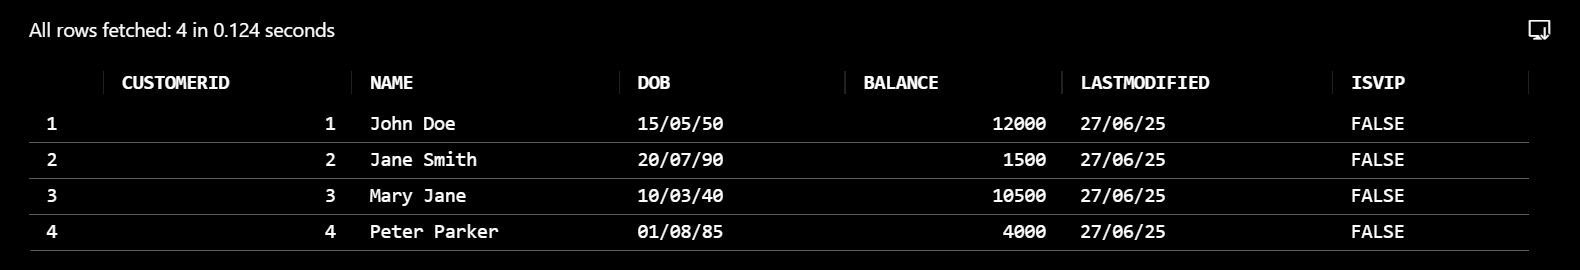 All rows fetched: 4 in 0.124 seconds
CUSTOMERID NAME DOB BALANCE LASTMODIFIED ISVIP
1 1 John Doe 15/05/50 12000 27/06/25 FALSE
2 2 Jane Smith 20/07/90 1500 27/06/25 FALSE
3 3 Mary Jane 10/03/40 10500 27/06/25 FALSE
4 4 Peter Parker 01/08/85 4000 27/06/25 FALSE